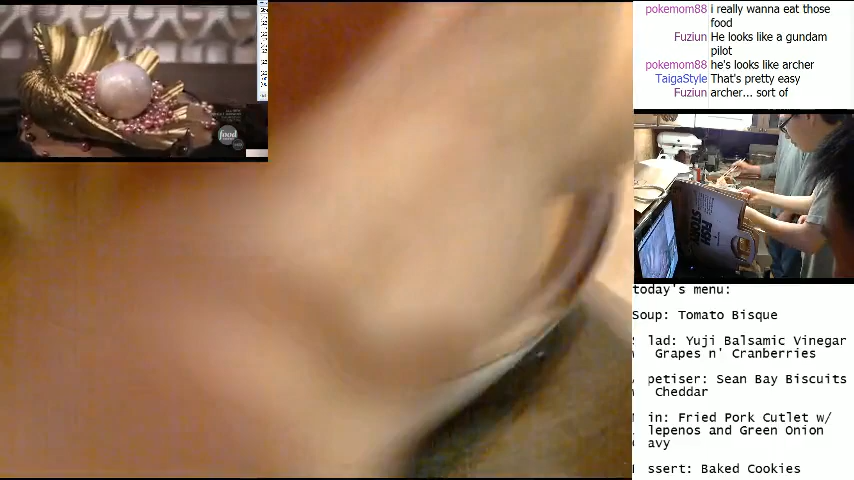 food
pokemom88 i really wanna eat those
food
Fuziun He looks like a gundam
pilot
pokemom88 he's looks like archer
TaigaStyle That's pretty easy
Fuziun archer... sort of
FISH
STORY
today's menu:
Soup: Tomato Bisque
lad: Yuji Balsamic Vinegar
Grapes n' Cranberries
petiser: Sean Bay Biscuits
Cheddar
in: Fried Pork Cutlet w/
lepenos and Green Onion
avy
ssert: Baked Cookies